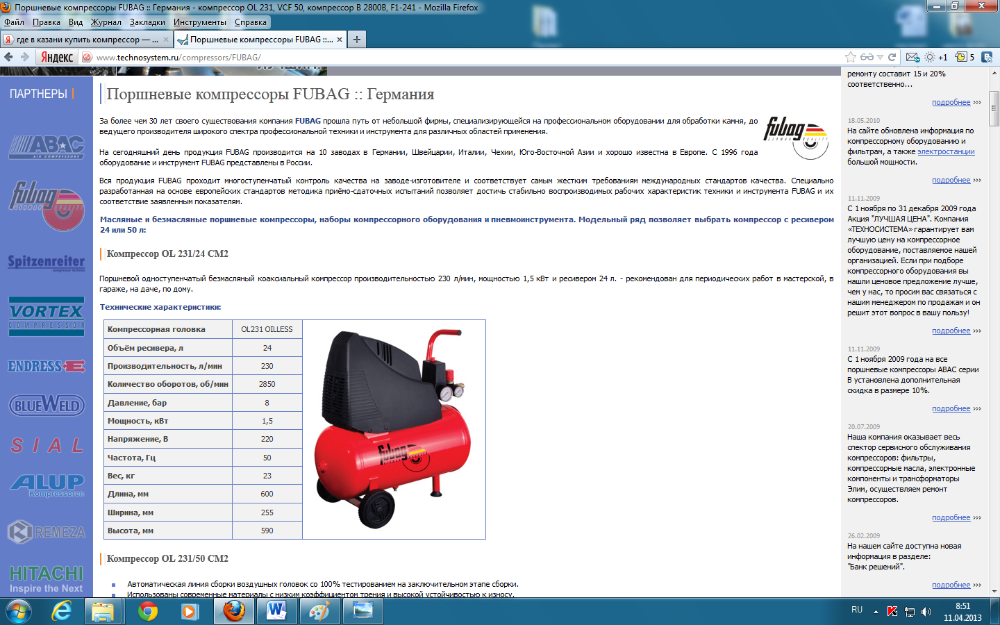 Поршневые компрессоры FUBAG :: Германия - компрессор OL 231, VCF 50, компрессор B 2800B, F1-241 - Mozilla Firefox
Файл Правка Вид Журнал Закладки Инструменты Справка
где в казани купить компрессор — ...
Поршневые компрессоры FUBAG ::...
Яндекс
www.technosystem.ru/compressors/FUBAG/
+1
5
ПАРТНЕРЫ
ABAC
AIR COMPRESSORS
fubag
Spitzenreiter
VORTEX
COMPRESSOR
ENDRESS
BLUEWELD
SIAL
ALUP
Kompressoren
REMEZA
HITACHI
Inspire the Next
Поршневые компрессоры FUBAG :: Германия
За более чем 30 лет своего существования компания FUBAG прошла путь от небольшой фирмы, специализирующейся на профессиональном оборудовании для обработки камня, до
ведущего производителя широкого спектра профессиональной техники и инструмента для различных областей применения.
fubag
На сегодняшний день продукция FUBAG производится на 10 заводах в Германии, Швейцарии, Италии, Чехии, Юго-Восточной Азии и хорошо известна в Европе. С 1996 года
оборудование и инструмент FUBAG представлены в России.
Вся продукция FUBAG проходит многоступенчатый контроль качества на заводе-изготовителе и соответствует самым жестким требованиям международных стандартов качества. Специально
разработанная на основе европейских стандартов методика приёмо-сдаточных испытаний позволяет достичь стабильно воспроизводимых рабочих характеристик техники и инструмента FUBAG и их
соответствие заявленным показателям.
Масляные и безмасляные поршневые компрессоры, наборы компрессорного оборудования и пневмоинструмента. Модельный ряд позволяет выбрать компрессор с ресивером
24 или 50 л:
Компрессор OL 231/24 CM2
Поршневой одноступенчатый безмасляный коаксиальный компрессор производительностью 230 л/мин, мощностью 1,5 кВт и ресивером 24 л. - рекомендован для периодических работ в мастерской, в
гараже, на даче, по дому.
Технические характеристики:
Компрессорная головка OL231 OILLESS
Объём ресивера, л 24
Производительность, л/мин 230
Количество оборотов, об/мин 2850
Давление, бар 8
Мощность, кВт 1,5
Напряжение, В 220
Частота, Гц 50
Вес, кг 23
Длина, мм 600
Ширина, мм 255
Высота, мм 590
fubag
Компрессор OL 231/50 CM2
Автоматическая линия сборки воздушных головок со 100% тестированием на заключительном этапе сборки.
Использованы современные материалы с низким коэффициентом трения и высокой устойчивостью к износу.
ремонту составит 15 и 20%
соответственно...
подробнее »»
18.05.2010
На сайте обновлена информация по
компрессорному оборудованию и
фильтрам, а также электростанции
большой мощности.
подробнее »»
11.11.2009
С 1 ноября по 31 декабря 2009 года
Акция "ЛУЧШАЯ ЦЕНА". Компания
«ТЕХНОСИСТЕМА» гарантирует вам
лучшую цену на компрессорное
оборудование, поставляемое нашей
организацией. Если при подборе
компрессорного оборудования вы
нашли ценовое предложение лучше,
чем у нас, то просим вас связаться с
нашим менеджером по продажам и он
решит этот вопрос в вашу пользу!
подробнее »»
11.11.2009
С 1 ноября 2009 года на все
поршневые компрессоры ABAC серии
B установлена дополнительная
скидка в размере 10%.
подробнее »»
20.07.2009
Наша компания оказывает весь
спектр сервисного обслуживания
компрессоров: фильтры,
компрессорные масла, электронные
компоненты и трансформаторы
Элим, осуществляем ремонт
компрессоров.
подробнее »»
26.02.2009
На нашем сайте доступна новая
информация в разделе:
"Банк решений".
подробнее »»
RU
8:51
11.04.2013